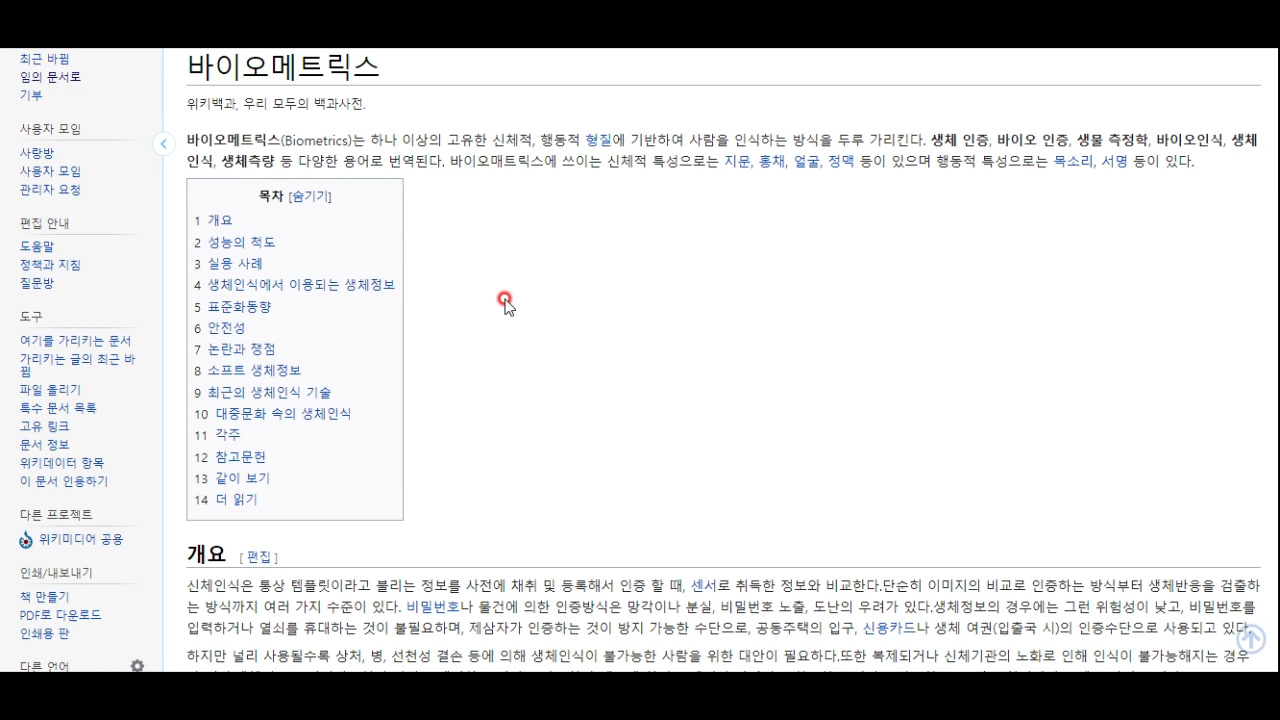 최근 바뀜
임의 문서로
기부
사용자 모임
사랑방
사용자 모임
관리자 요청
편집 안내
도움말
정책과 지침
질문방
도구
여기를 가리키는 문서
가리키는 글의 최근 바
뀜
파일 올리기
특수 문서 목록
고유 링크
문서 정보
위키데이터 항목
이 문서 인용하기
다른 프로젝트
위키미디어 공용
인쇄/내보내기
책 만들기
PDF로 다운로드
인쇄용 판
다른 언어
바이오메트릭스
위키백과, 우리 모두의 백과사전.
바이오메트릭스(Biometrics)는 하나 이상의 고유한 신체적, 행동적 형질에 기반하여 사람을 인식하는 방식을 두루 가리킨다. 생체 인증, 바이오 인증, 생물 측정학, 바이오인식, 생체
인식, 생체측량 등 다양한 용어로 번역된다. 바이오매트릭스에 쓰이는 신체적 특성으로는 지문, 홍채, 얼굴, 정맥 등이 있으며 행동적 특성으로는 목소리, 서명 등이 있다.
목차 [숨기기]
1 개요
2 성능의 척도
3 실용 사례
4 생체인식에서 이용되는 생체정보
5 표준화동향
6 안전성
7 논란과 쟁점
8 소프트 생체정보
9 최근의 생체인식 기술
10 대중문화 속의 생체인식
11 각주
12 참고문헌
13 같이 보기
14 더 읽기
개요 [편집]
신체인식은 통상 템플릿이라고 불리는 정보를 사전에 채취 및 등록해서 인증 할 때, 센서로 취득한 정보와 비교한다.단순히 이미지의 비교로 인증하는 방식부터 생체반응을 검출하
는 방식까지 여러 가지 수준이 있다. 비밀번호나 물건에 의한 인증방식은 망각이나 분실, 비밀번호 노출, 도난의 우려가 있다.생체정보의 경우에는 그런 위험성이 낮고, 비밀번호를
입력하거나 열쇠를 휴대하는 것이 불필요하며, 제삼자가 인증하는 것이 방지 가능한 수단으로, 공동주택의 입구, 신용카드나 생체 여권(입출국 시)의 인증수단으로 사용되고 있다.
하지만 널리 사용될수록 상처, 병, 선천성 결손 등에 의해 생체인식이 불가능한 사람을 위한 대안이 필요하다.또한 복제되거나 신체기관의 노화로 인해 인식이 불가능해지는 경우